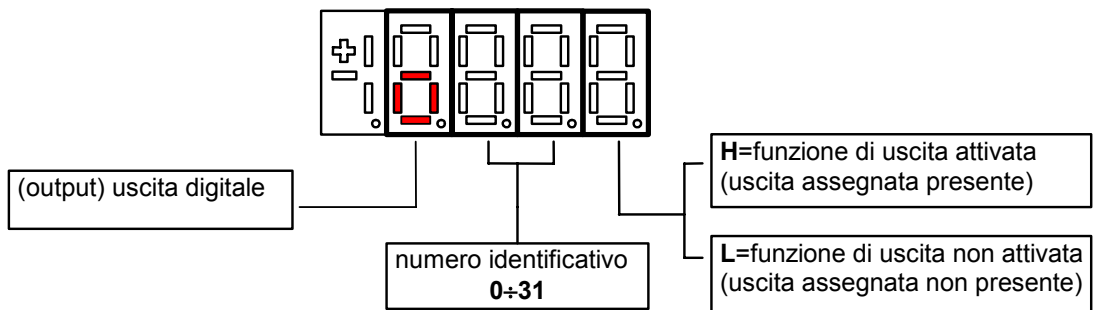 (output) uscita digitale
numero identificativo
0÷31
H=funzione di uscita attivata
(uscita assegnata presente)
L=funzione di uscita non attivata
(uscita assegnata non presente)